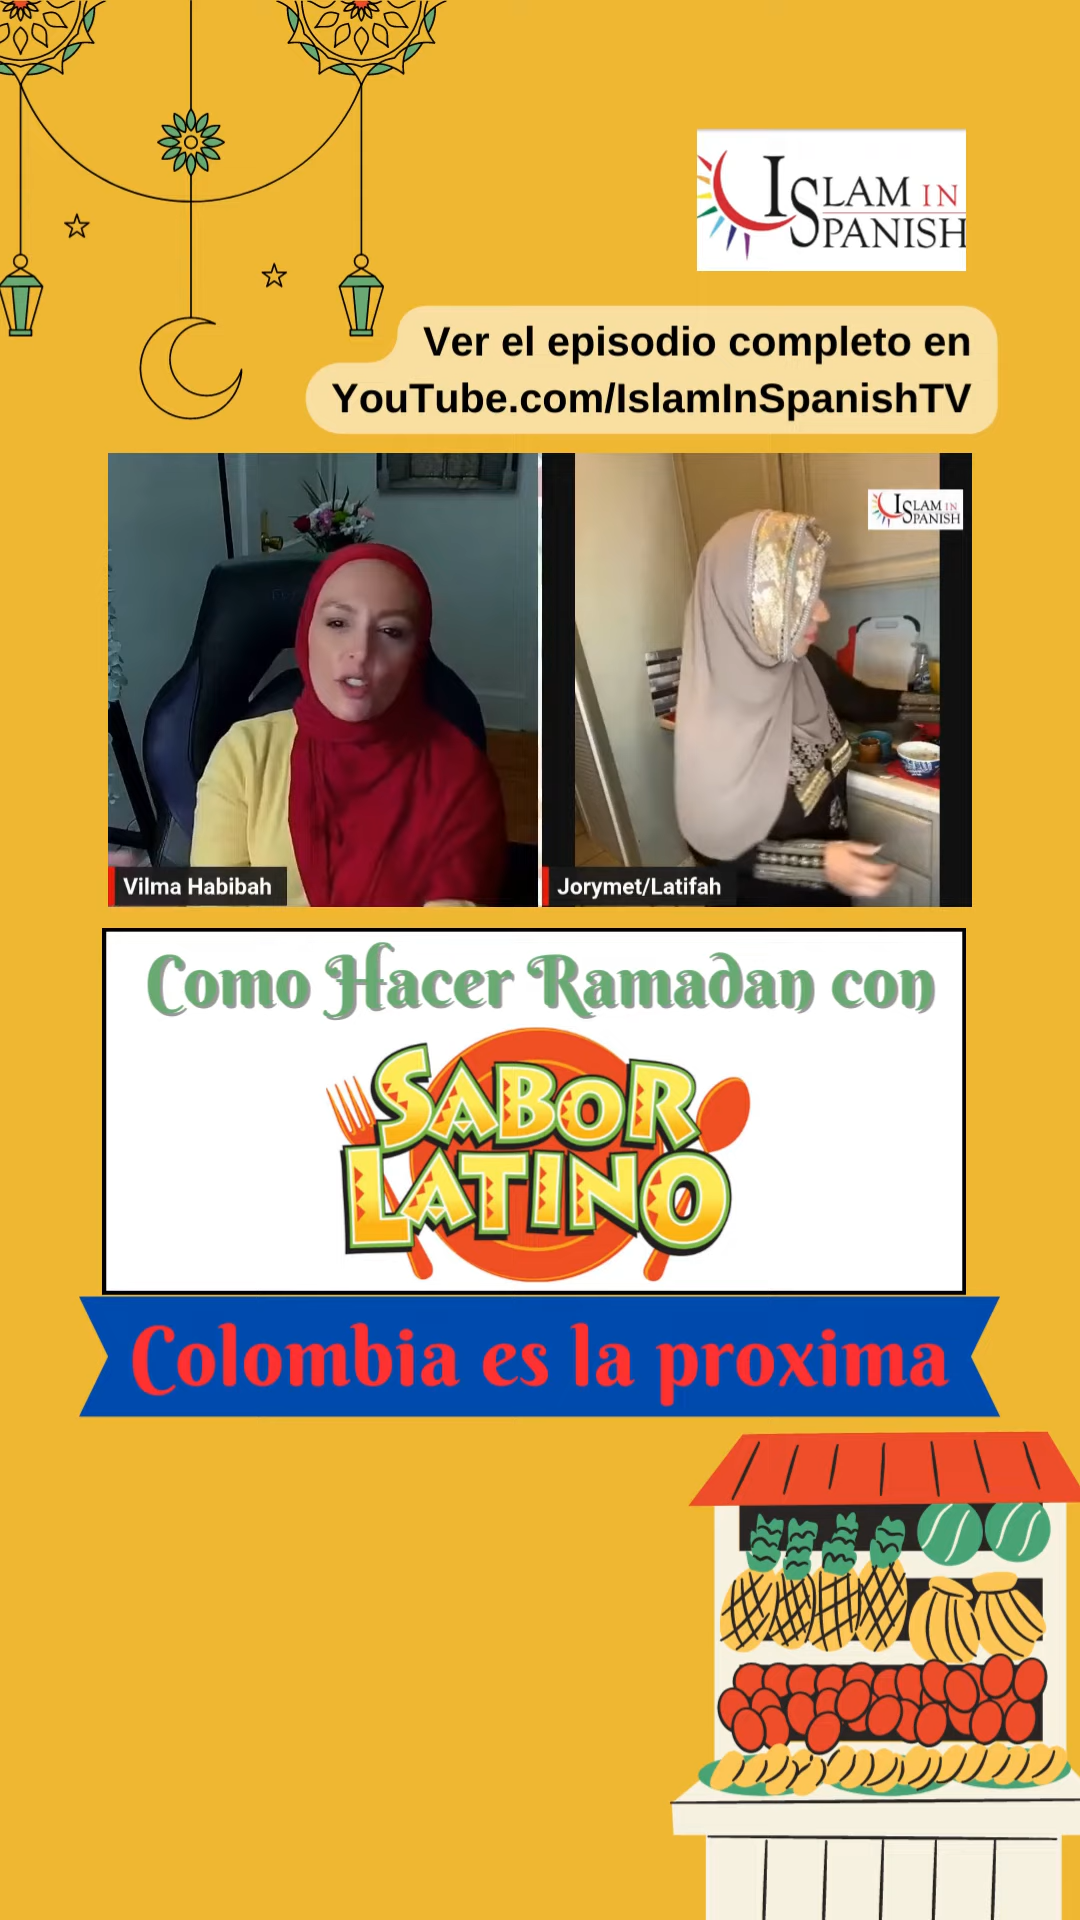 ISLAM IN
SPANISH
Ver el episodio completo en
YouTube.com/IslamInSpanishTV
ISLAM IN
SPANISH
Vilma Habibah
Jorymet/Latifah
Como Hacer Ramadan con
SABOR
LATINO
Colombia es la proxima